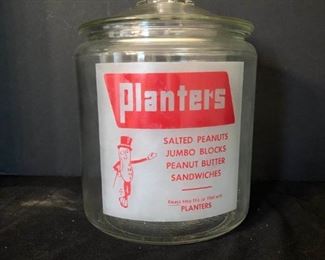 Planters
SALTED PEANUTS
JUMBO BLOCKS
PEANUT BUTTER
SANDWICHES
PLANTERS